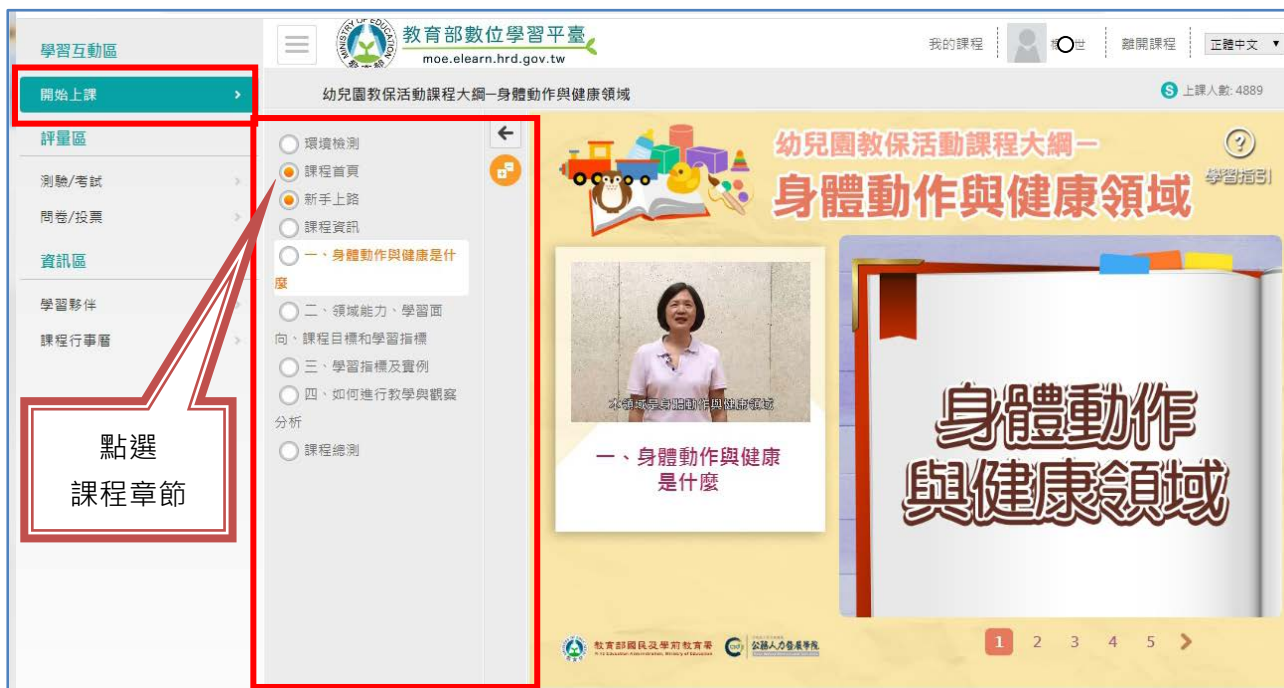 學習互動區
開始上課
評量區
測驗/考試
問卷/投票
資訊區
學習夥伴
課程行事曆
點選
課程章節
MINISTRY OF EDUCATION
教育部
教育部數位學習平臺
moe.elearn.hrd.gov.tw
我的課程
世
離開課程
正體中文
幼兒園教保活動課程大綱—身體動作與健康領域
S 上課人數: 4889
環境檢測
課程首頁
新手上路
課程資訊
一、身體動作與健康是什
麼
二、領域能力、學習面
向、課程目標和學習指標
三、學習指標及實例
四、如何進行教學與觀察
分析
課程總測
幼兒園教保活動課程大綱—
身體動作與健康領域
?
學習指引
本領域是身體動作與健康領域
一、身體動作與健康
是什麼
身體動作
與健康領域
教育部國民及學前教育署
公務人力發展學院
1 2 3 4 5